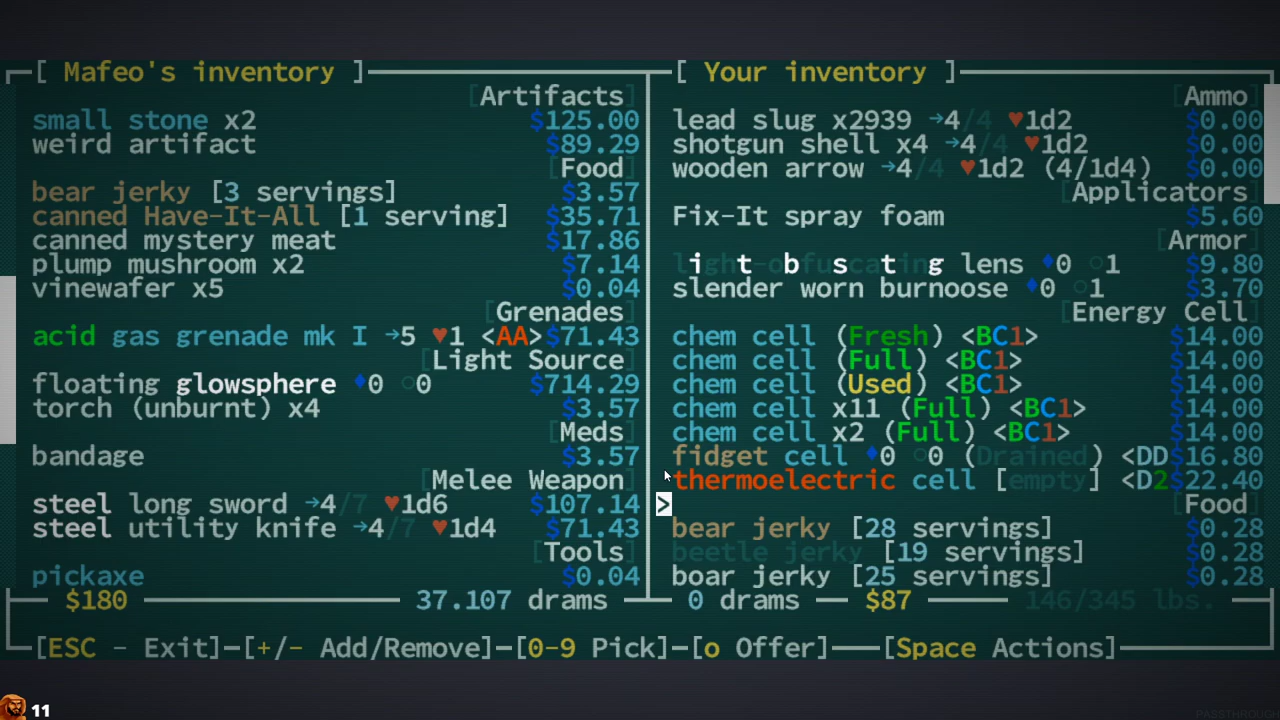 [ Mafeo's inventory ]
[Artifacts]
small stone x2 $125.00
weird artifact $89.29
[Food]
bear jerky [3 servings] $3.57
canned Have-It-All [1 serving] $35.71
canned mystery meat $17.86
plump mushroom x2 $7.14
vinewafer x5 $0.04
[Grenades]
acid gas grenade mk I →5 ♥1 <AA> $71.43
[Light Source]
floating glowsphere ♦0 ○0 $714.29
torch (unburnt) x4 $3.57
[Meds]
bandage $3.57
[Melee Weapon]
steel long sword →4/7 ♥1d6 $107.14
steel utility knife →4/7 ♥1d4 $71.43
[Tools]
pickaxe $0.04
$180 37.107 drams
[ Your inventory ]
[Ammo]
lead slug x2939 →4/4 ♥1d2 $0.00
shotgun shell x4 →4/4 ♥1d2 $0.00
wooden arrow →4/4 ♥1d2 (4/1d4) $0.00
[Applicators]
Fix-It spray foam $5.60
[Armor]
light-obfuscating lens ♦0 ○1 $9.80
slender worn burnoose ♦0 ○1 $3.70
[Energy Cell]
chem cell (Fresh) <BC1> $14.00
chem cell (Full) <BC1> $14.00
chem cell (Used) <BC1> $14.00
chem cell x11 (Full) <BC1> $14.00
chem cell x2 (Full) <BC1> $14.00
fidget cell ♦0 ○0 (Drained) <DD $16.80
thermoelectric cell [empty] <D2 $22.40
> [Food]
bear jerky [28 servings] $0.28
beetle jerky [19 servings] $0.28
boar jerky [25 servings] $0.28
0 drams $87 146/345 lbs.
[ESC - Exit]-[+/- Add/Remove]-[0-9 Pick]-[o Offer] [Space Actions]
11
PASSTHROUGH